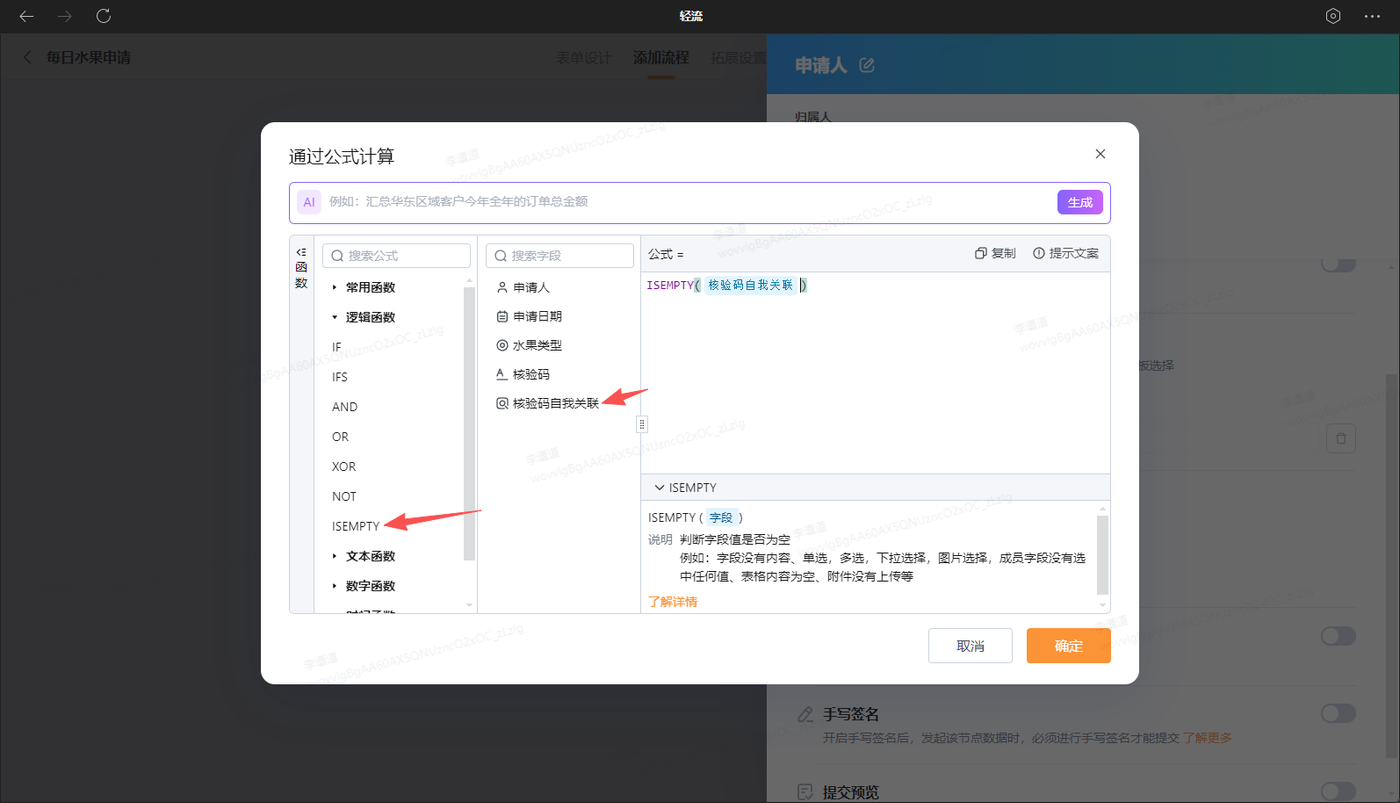 轻流
每日水果申请
表单设计
添加流程
拓展设置
申请人
归属人
通过公式计算
AI 例如：汇总华东区域客户今年全年的订单总金额
生成
函数
搜索公式
常用函数
逻辑函数
IF
IFS
AND
OR
XOR
NOT
ISEMPTY
文本函数
数字函数
搜索字段
申请人
申请日期
水果类型
核验码
核验码自我关联
公式 =
复制
提示文案
ISEMPTY( 核验码自我关联 )
ISEMPTY
ISEMPTY ( 字段 )
说明 判断字段值是否为空
例如：字段没有内容、单选，多选，下拉选择，图片选择，成员字段没有选
中任何值、表格内容为空、附件没有上传等
了解详情
取消
确定
板选择
手写签名
开启手写签名后，发起该节点数据时，必须进行手写签名才能提交 了解更多
提交预览